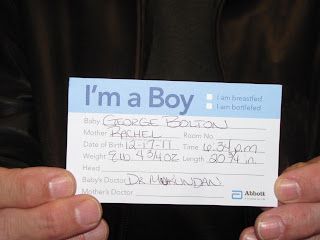 I'm a Boy
I am breastfed
I am bottlefed
Baby GEORGE BOLTON
Mother RACHEL Room No.
Date of Birth 12-17-11 Time 6:34 pm
Weight 8 lb 4 3/4 oz Length 20 3/4 in
Head
Baby's Doctor DR
Mother's Doctor
Abbott